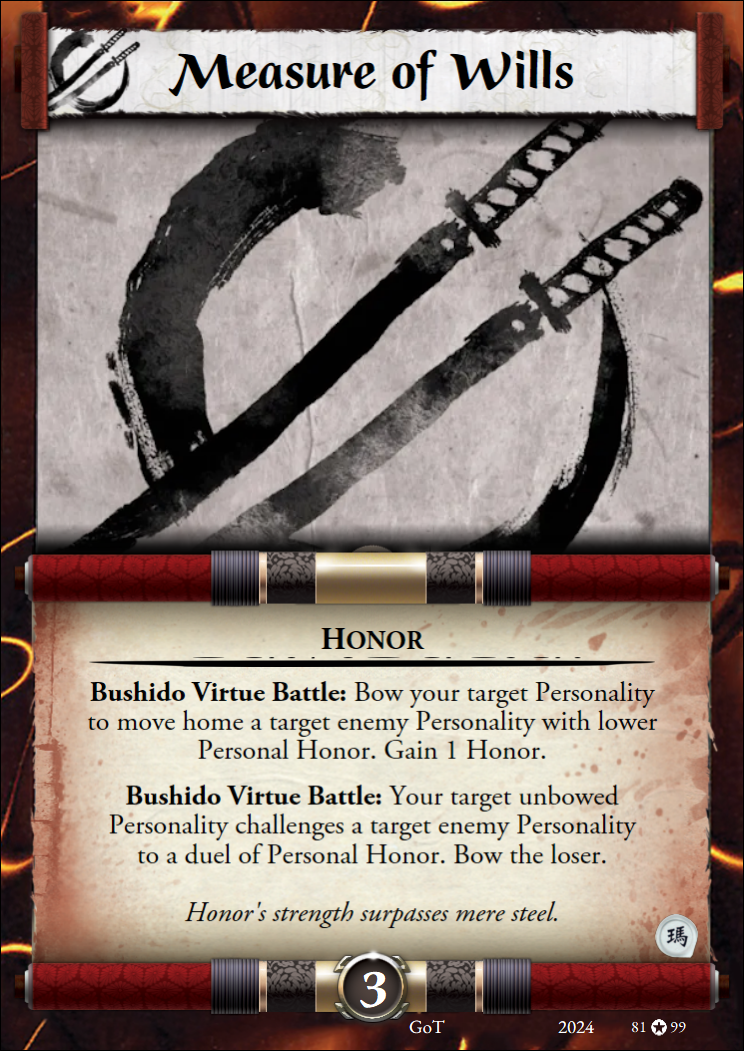 Measure of Wills
HONOR
Bushido Virtue Battle: Bow your target Personality
to move home a target enemy Personality with lower
Personal Honor. Gain 1 Honor.
Bushido Virtue Battle: Your target unbowed
Personality challenges a target enemy Personality
to a duel of Personal Honor. Bow the loser.
Honor's strength surpasses mere steel.
瑪
3
GoT 2024 81 99